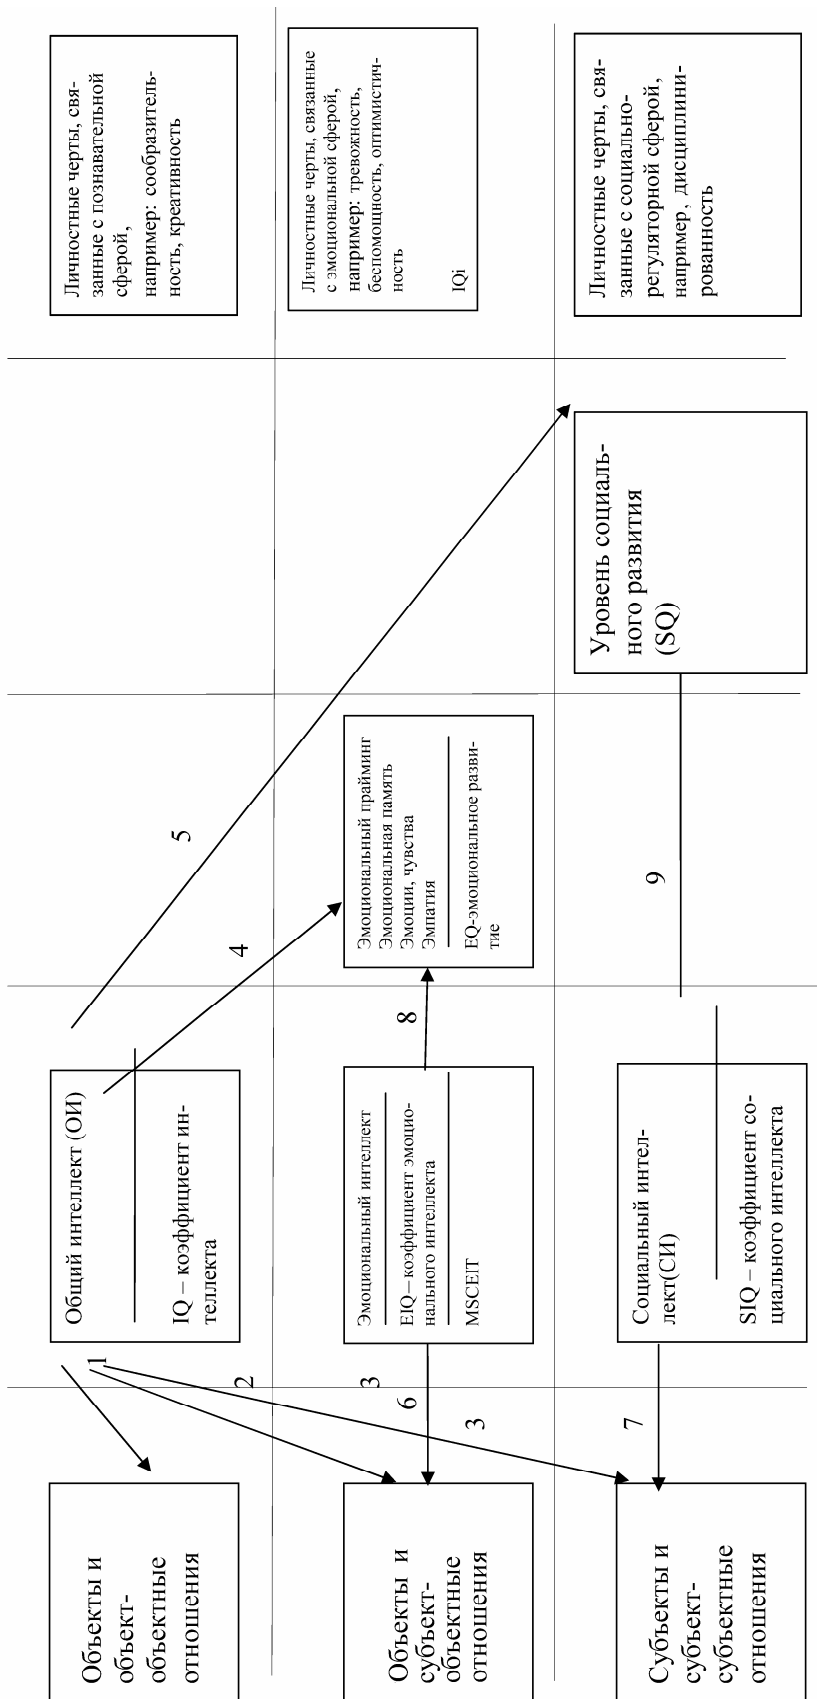 Объекты и
объект-
объектные
отношения
Общий интеллект (ОИ)
IQ – коэффициент ин-
теллекта
Личностные черты, свя-
занные с познавательной
сферой,
например: сообразитель-
ность, креативность
1
2
3
3
4
5
Объекты и
субъект-
объектные
отношения
6
Эмоциональный интеллект
EIQ – коэффициент эмоцио-
нального интеллекта
MSCEIT
8
Эмоциональный прайминг
Эмоциональная память
Эмоции, чувства
Эмпатия
EQ-эмоциональное разви-
тие
Личностные черты, связанные
с эмоциональной сферой,
например: тревожность,
беспомощность, оптимистич-
ность
IQi
Субъекты и
субъект-
субъектные
отношения
7
Социальный интел-
лект(СИ)
SIQ – коэффициент со-
циального интеллекта
9
Уровень социаль-
ного развития
(SQ)
Личностные черты, свя-
занные с социально-
регуляторной сферой,
например, дисциплини-
рованность